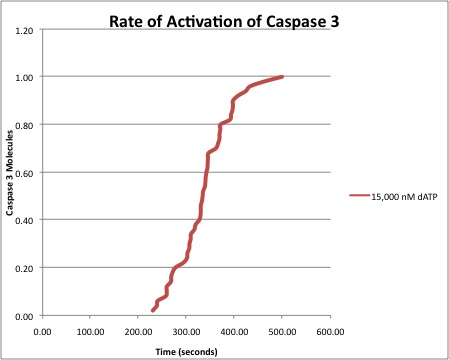 Rate of Activation of Caspase 3
1.20
1.00
0.80
0.60
0.40
0.20
0.00
Caspase 3 Molecules
0.00 100.00 200.00 300.00 400.00 500.00 600.00
Time (seconds)
15,000 nM dATP